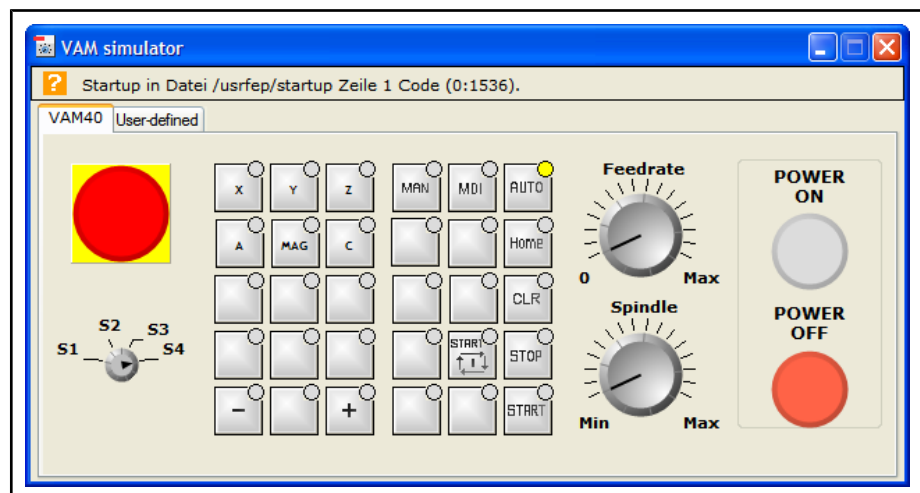 VAM simulator
? Startup in Datei /usrfep/startup Zeile 1 Code (0:1536).
VAM40 User-defined
X Y Z MAN MDI AUTO
A MAG C Home
CLR
START STOP
- + START
S1 S2 S3 S4
Feedrate
0 Max
Spindle
Min Max
POWER
ON
POWER
OFF